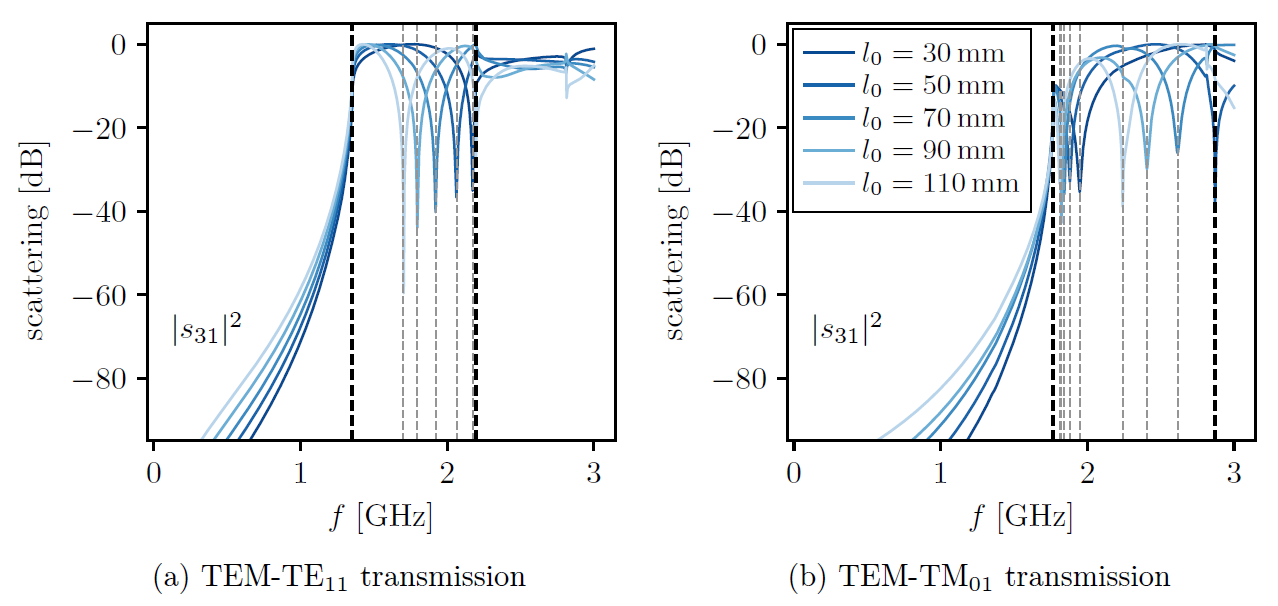 0
−20
−40
−60
−80
scattering [dB]
|s₃₁|²
0
1
2
3
f [GHz]
(a) TEM-TE₁₁ transmission
0
−20
−40
−60
−80
scattering [dB]
l₀ = 30 mm
l₀ = 50 mm
l₀ = 70 mm
l₀ = 90 mm
l₀ = 110 mm
|s₃₁|²
0
1
2
3
f [GHz]
(b) TEM-TM₀₁ transmission